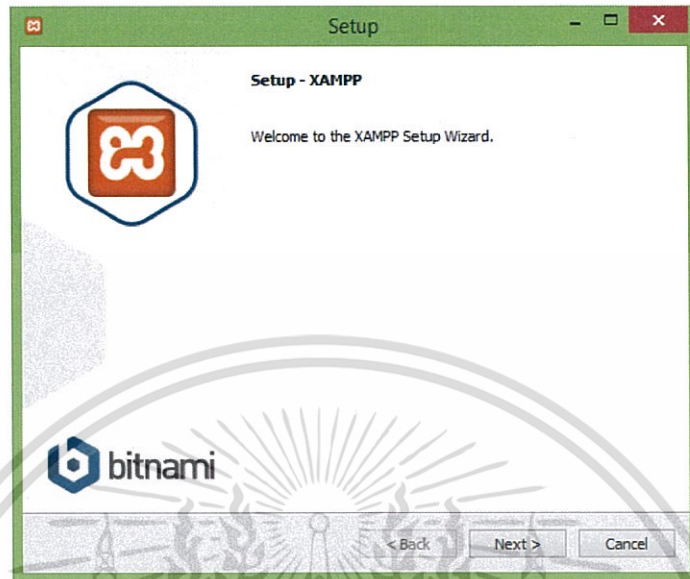 Setup
Setup - XAMPP
Welcome to the XAMPP Setup Wizard.
bitnami
< Back Next > Cancel